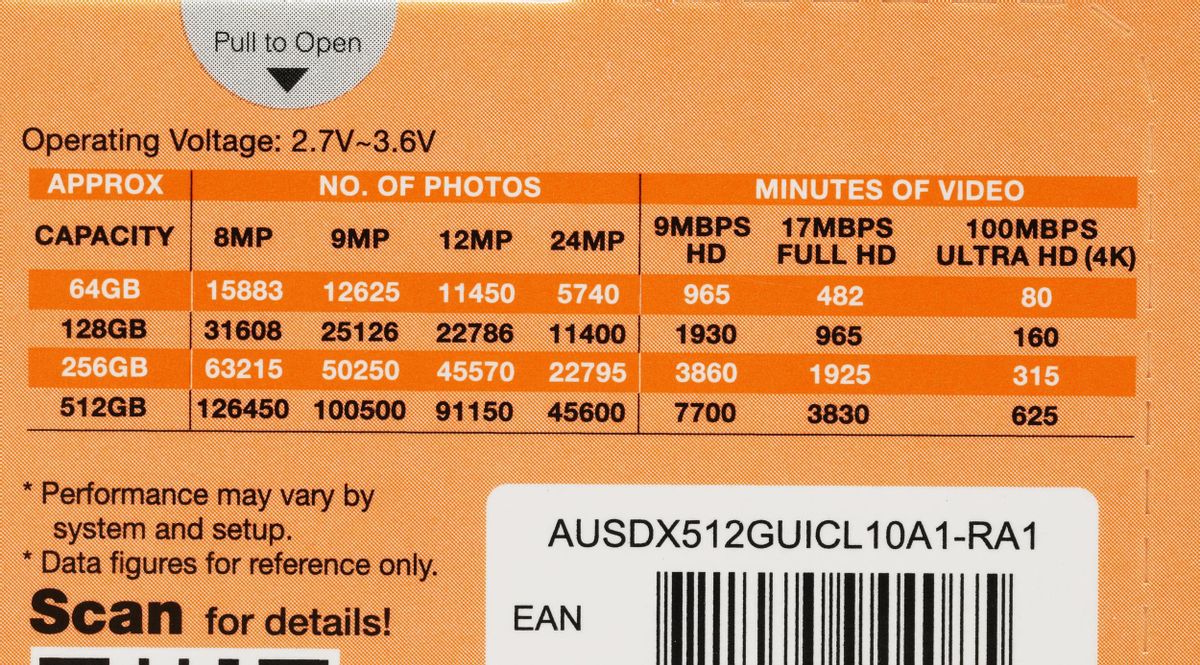 Pull to Open
Operating Voltage: 2.7V~3.6V
APPROX NO. OF PHOTOS MINUTES OF VIDEO
CAPACITY 8MP 9MP 12MP 24MP 9MBPS HD 17MBPS FULL HD 100MBPS ULTRA HD (4K)
64GB 15883 12625 11450 5740 965 482 80
128GB 31608 25126 22786 11400 1930 965 160
256GB 63215 50250 45570 22795 3860 1925 315
512GB 126450 100500 91150 45600 7700 3830 625
* Performance may vary by
system and setup.
* Data figures for reference only.
Scan for details!
AUSDX512GUICL10A1-RA1
EAN